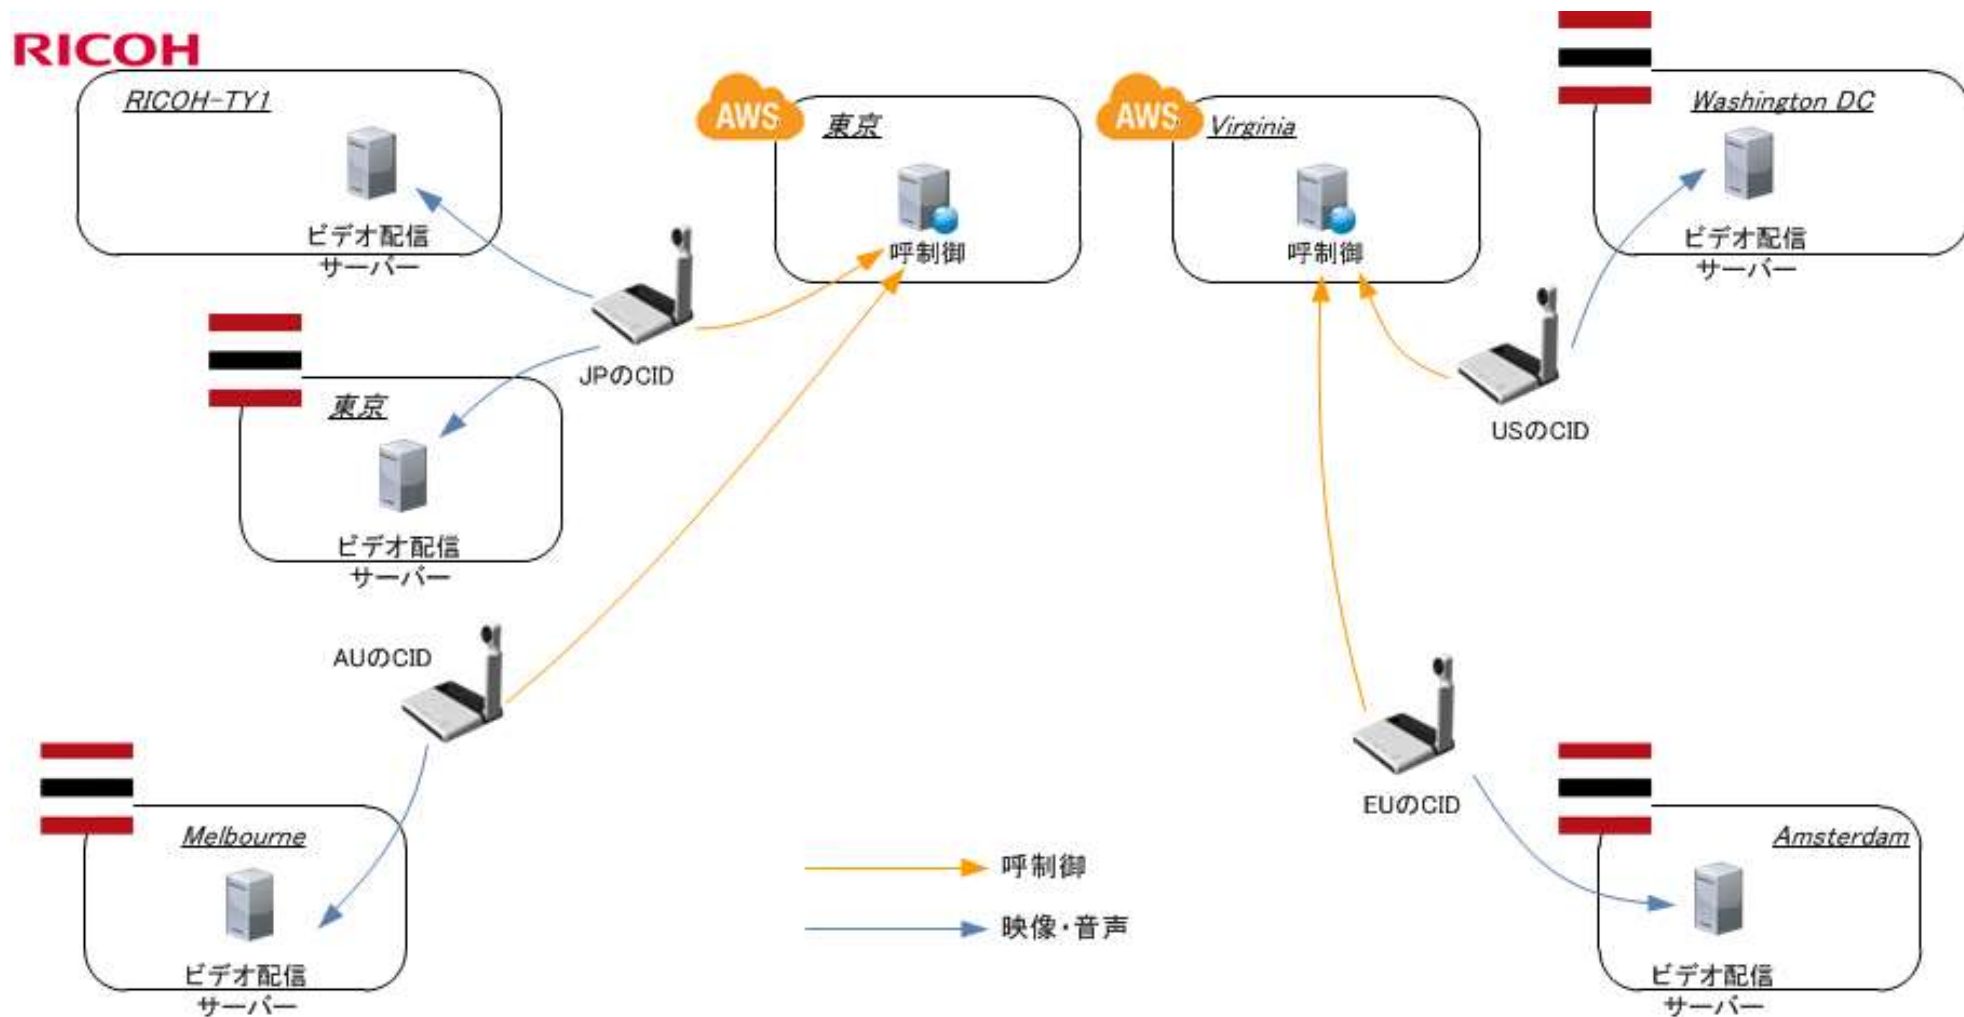 RICOH
RICOH-TY1
ビデオ配信
サーバー
AWS
東京
呼制御
AWS
Virginia
呼制御
Washington DC
ビデオ配信
サーバー
JPのCID
東京
ビデオ配信
サーバー
USのCID
AUのCID
Melbourne
ビデオ配信
サーバー
EUのCID
Amsterdam
ビデオ配信
サーバー
呼制御
映像・音声